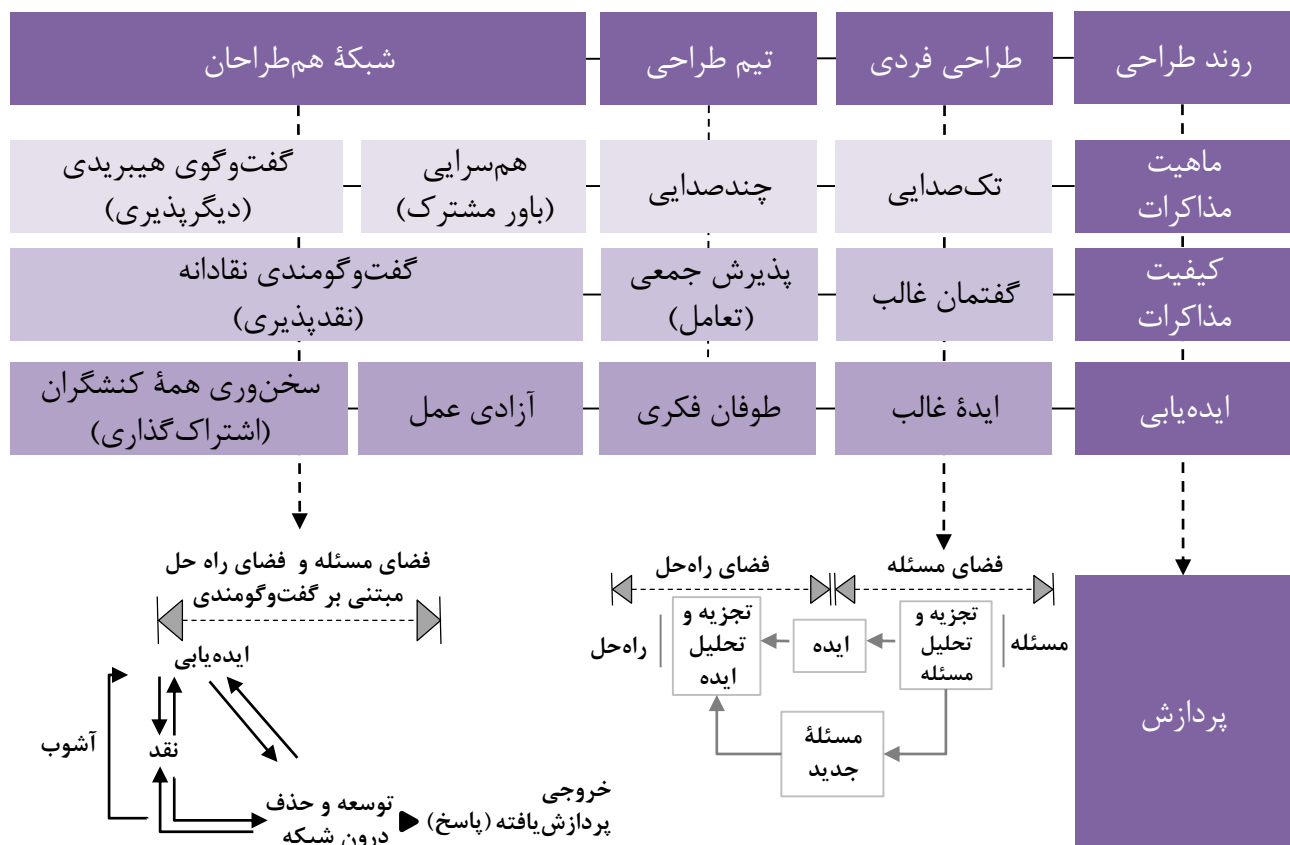 روند طراحی
طراحی فردی
تیم طراحی
شبکهٔ هم‌طراحان
ماهیت
مذاکرات
تک‌صدایی
چندصدایی
هم‌سرایی
(باور مشترک)
گفت‌وگوی هیبریدی
(دیگرپذیری)
کیفیت
مذاکرات
گفتمان غالب
پذیرش جمعی
(تعامل)
گفت‌وگومندی نقادانه
(نقدپذیری)
ایده‌یابی
ایدهٔ غالب
طوفان فکری
آزادی عمل
سخن‌وری همهٔ کنشگران
(اشتراک‌گذاری)
پردازش
فضای مسئله
فضای راه‌حل
مسئله
تجزیه و
تحلیل
مسئله
ایده
تجزیه و
تحلیل
ایده
راه‌حل
مسئلهٔ
جدید
فضای مسئله و فضای راه حل
مبتنی بر گفت‌وگومندی
ایده‌یابی
نقد
آشوب
توسعه و حذف
درون شبکه
خروجی
پردازش‌یافته (پاسخ)